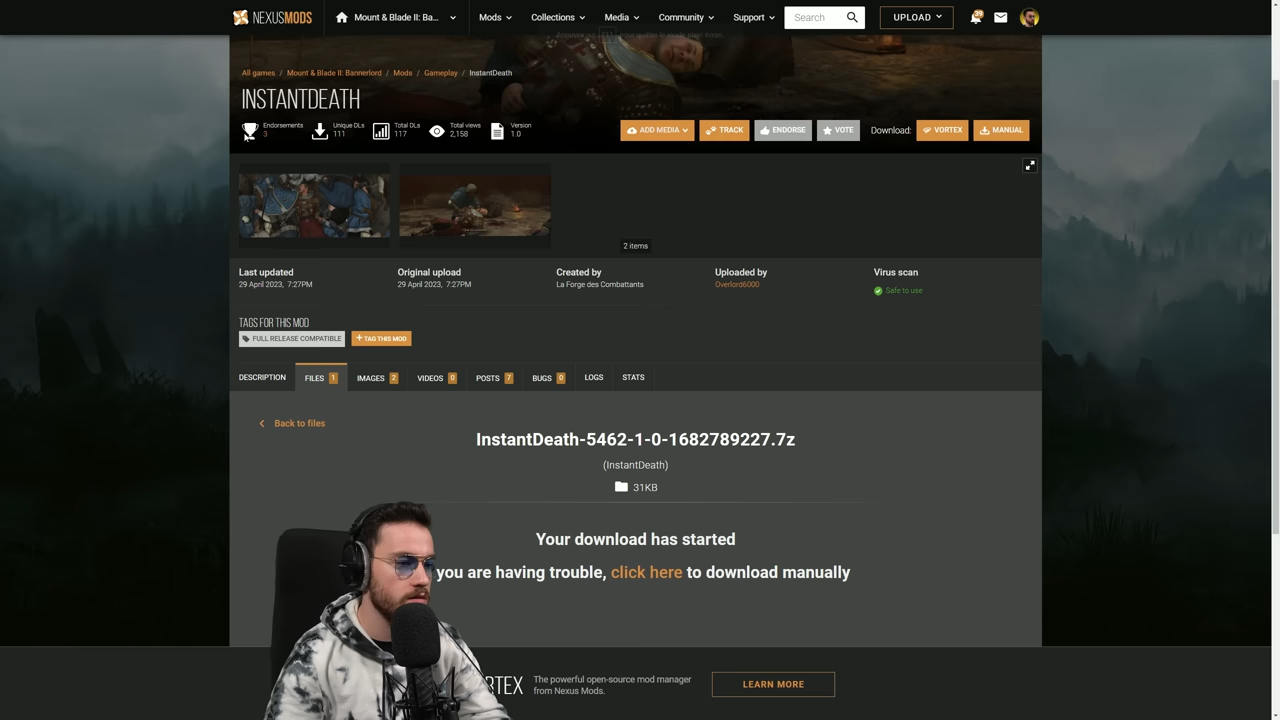 NEXUSMODS
Mount & Blade II: Ba...
Mods
Collections
Media
Community
Support
Search
UPLOAD
All games / Mount & Blade II: Bannerlord / Mods / Gameplay / InstantDeath
INSTANTDEATH
Endorsements
3
Unique DLs
111
Total DLs
117
Total views
2,158
Version
1.0
ADD MEDIA
TRACK
ENDORSE
VOTE
Download:
VORTEX
MANUAL
2 items
Last updated
29 April 2023, 7:27PM
Original upload
29 April 2023, 7:27PM
Created by
La Forge des Combattants
Uploaded by
Overlord6000
Virus scan
Safe to use
TAGS FOR THIS MOD
FULL RELEASE COMPATIBLE
+ TAG THIS MOD
DESCRIPTION
FILES 1
IMAGES 2
VIDEOS 0
POSTS 7
BUGS 0
LOGS
STATS
Back to files
InstantDeath-5462-1-0-1682789227.7z
(InstantDeath)
31KB
Your download has started
you are having trouble, click here to download manually
RTEX
The powerful open-source mod manager
from Nexus Mods.
LEARN MORE